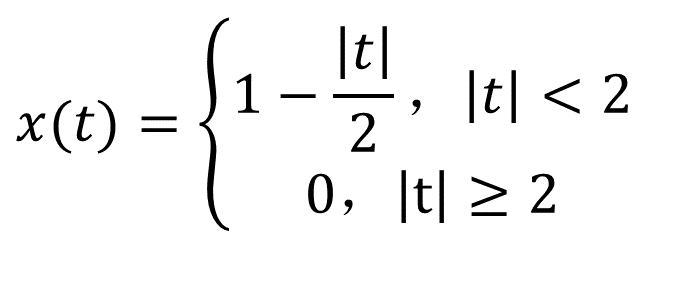 x(t) = { 1 − |t|/2 , |t| < 2
0, |t| ≥ 2